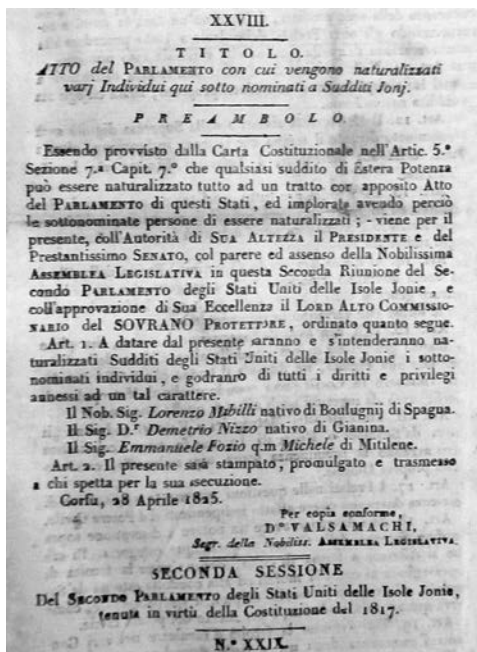 XXVIII.
TITOLO.
ATTO del PARLAMENTO con cui vengono naturalizzati
varj Individui qui sotto nominati a Sudditi Jonj.
PREAMBOLO.
Essendo provvisto dalla Carta Costituzionale nell'Artic. 5.º
Sezione 7.ª Capit. 7.º che qualsiasi suddito di Estera Potenza
può essere naturalizzato tutto ad un tratto con apposito Atto
del PARLAMENTO di questi Stati, ed implorate avendo perciò
le sottonominate persone di essere naturalizzati; - viene per il
presente, coll'Autorità di SUA ALTEZZA il PRESIDENTE e del
Prestantissimo SENATO, col parere ed assenso della Nobilissima
ASSEMBLEA LEGISLATIVA in questa Seconda Riunione del Se-
condo PARLAMENTO degli Stati Uniti delle Isole Jonie, e
coll'approvazione di Sua Eccellenza il LORD ALTO COMMISSIO-
NARIO del SOVRANO PROTETTORE, ordinato quanto segue.
Art. 1. A datare dal presente saranno e s'intenderanno na-
turalizzati Sudditi degli Stati Uniti delle Isole Jonie i sotto-
nominati individui, e godranno di tutti i diritti e privilegi
annessi ad un tal carattere.
Il Nob. Sig. Lorenzo Mibilli nativo di Boulugnij di Spagua.
Il Sig. D.r Demetrio Nizzo nativo di Gianina.
Il Sig. Emmanuele Fozio q.m Michele di Mitilene.
Art. 2. Il presente sarà stampato, promulgato e trasmesso
a chi spetta per la sua esecuzione.
Corfu, 28 Aprile 1825.
Per copia conforme,
D.º VALSAMACHI,
Segr. della Nobiliss. ASSEMBLEA LEGISLATIVA.
SECONDA SESSIONE
Del SECONDO PARLAMENTO degli Stati Uniti delle Isole Jonie,
tenuta in virtù della Costituzione del 1817.
N.º XXIX.